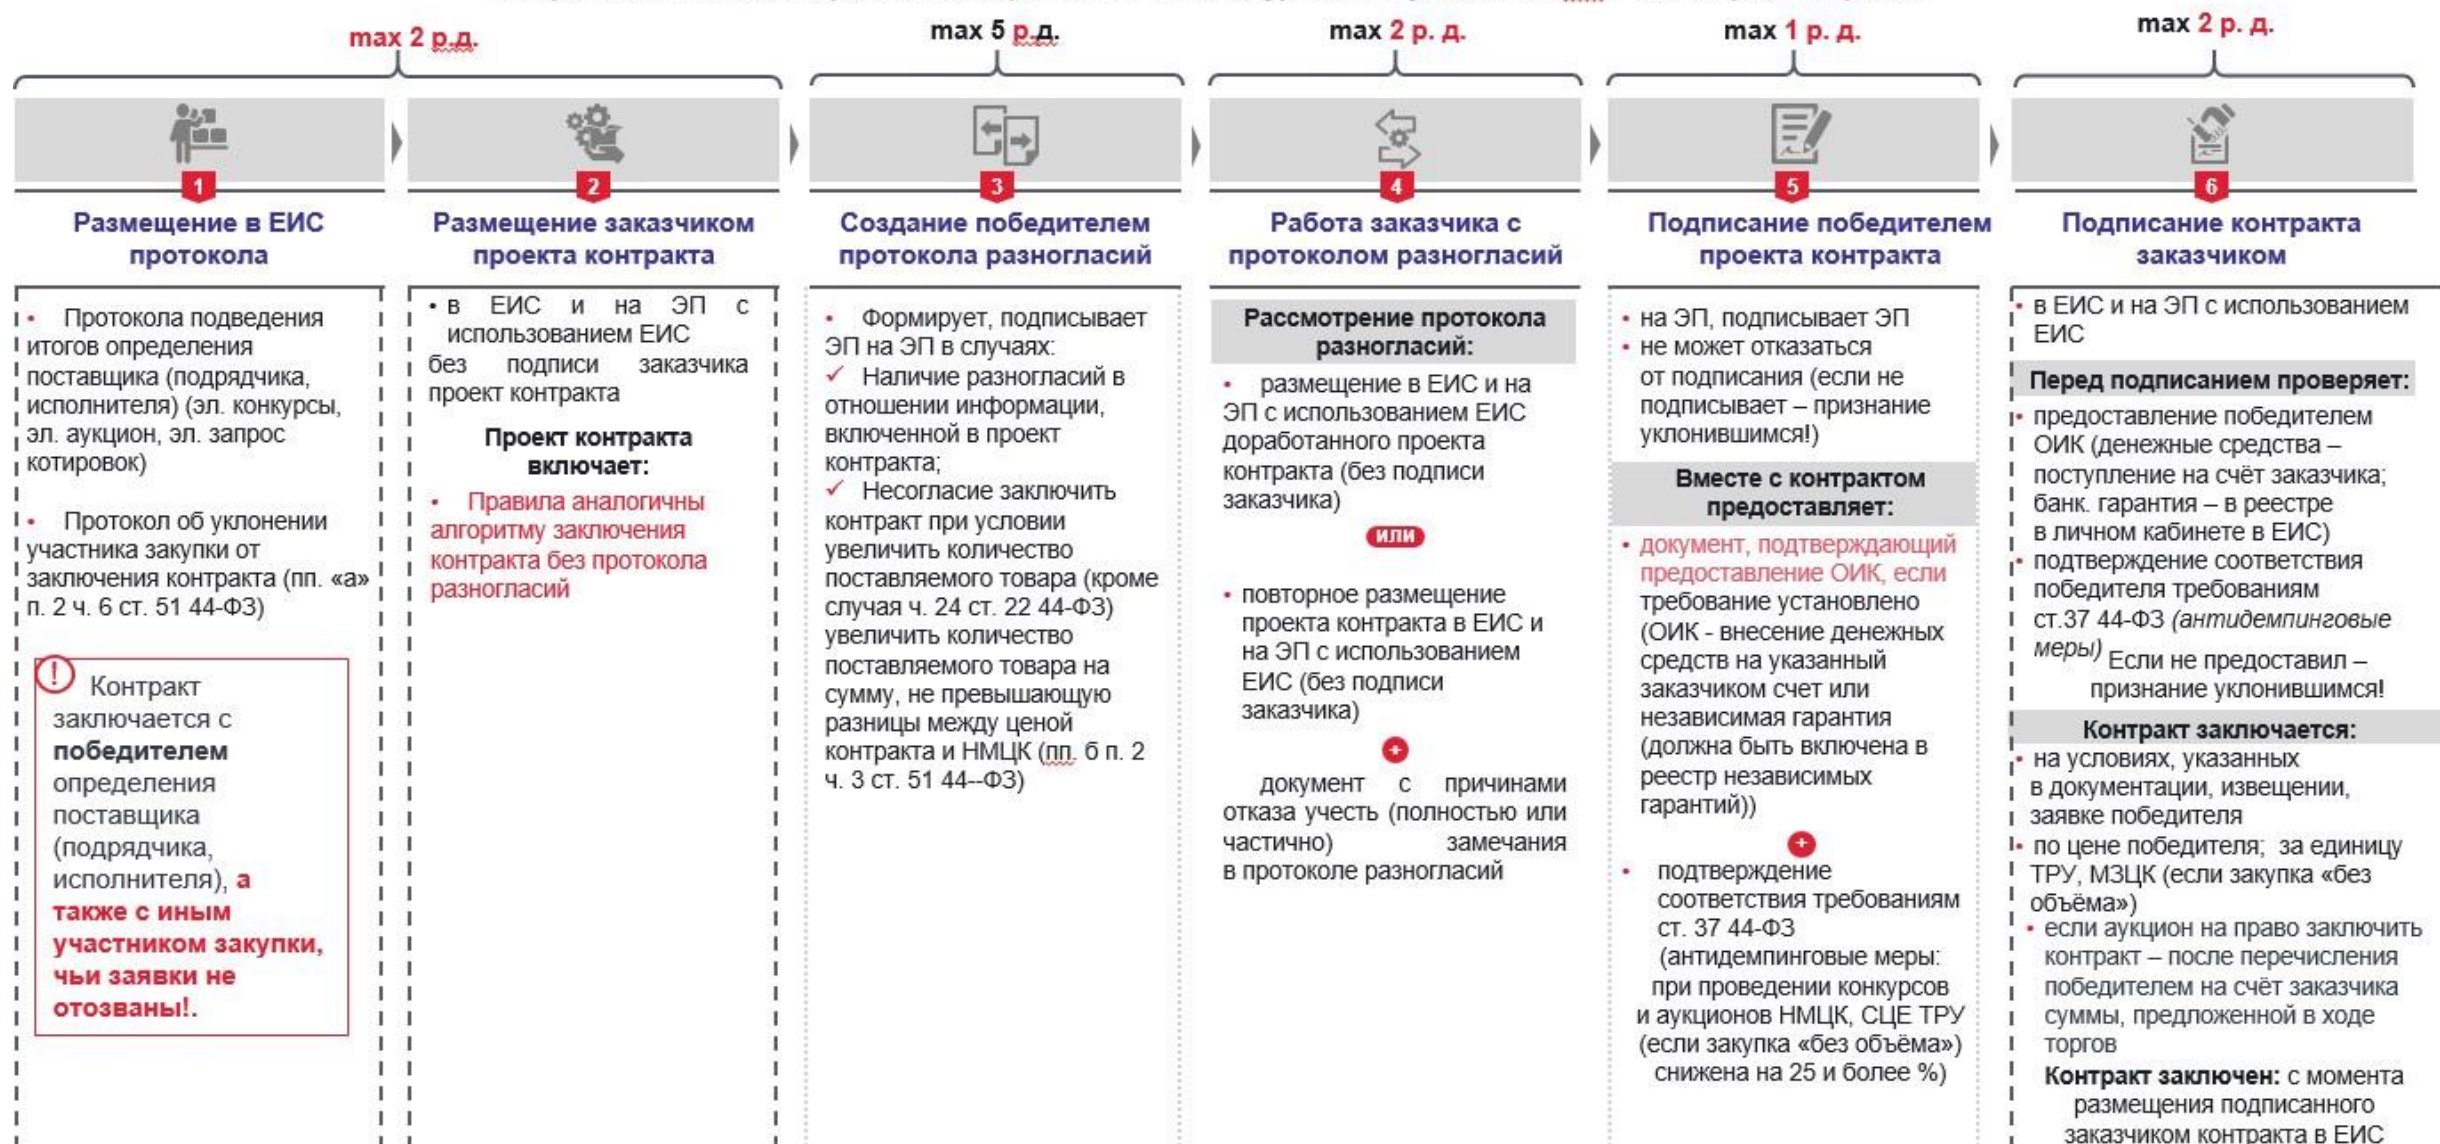 max 2 р.д.
max 5 р.д.
max 2 р. д.
max 1 р. д.
max 2 р. д.
1
Размещение в ЕИС
протокола
• Протокола подведения
итогов определения
поставщика (подрядчика,
исполнителя) (эл. конкурсы,
эл. аукцион, эл. запрос
котировок)
• Протокол об уклонении
участника закупки от
заключения контракта (пп. «а»
п. 2 ч. 6 ст. 51 44-ФЗ)
! Контракт
заключается с
победителем
определения
поставщика
(подрядчика,
исполнителя), а
также с иным
участником закупки,
чьи заявки не
отозваны!.
2
Размещение заказчиком
проекта контракта
• в ЕИС и на ЭП с
использованием ЕИС
без подписи заказчика
проект контракта
Проект контракта
включает:
• Правила аналогичны
алгоритму заключения
контракта без протокола
разногласий
3
Создание победителем
протокола разногласий
• Формирует, подписывает
ЭП на ЭП в случаях:
✓ Наличие разногласий в
отношении информации,
включенной в проект
контракта;
✓ Несогласие заключить
контракт при условии
увеличить количество
поставляемого товара (кроме
случая ч. 24 ст. 22 44-ФЗ)
увеличить количество
поставляемого товара на
сумму, не превышающую
разницы между ценой
контракта и НМЦК (пп. б п. 2
ч. 3 ст. 51 44--ФЗ)
4
Работа заказчика с
протоколом разногласий
Рассмотрение протокола
разногласий:
• размещение в ЕИС и на
ЭП с использованием ЕИС
доработанного проекта
контракта (без подписи
заказчика)
или
• повторное размещение
проекта контракта в ЕИС и
на ЭП с использованием
ЕИС (без подписи
заказчика)
+
документ с причинами
отказа учесть (полностью или
частично) замечания
в протоколе разногласий
5
Подписание победителем
проекта контракта
• на ЭП, подписывает ЭП
• не может отказаться
от подписания (если не
подписывает – признание
уклонившимся!)
Вместе с контрактом
предоставляет:
• документ, подтверждающий
предоставление ОИК, если
требование установлено
(ОИК - внесение денежных
средств на указанный
заказчиком счет или
независимая гарантия
(должна быть включена в
реестр независимых
гарантий))
+
• подтверждение
соответствия требованиям
ст. 37 44-ФЗ
(антидемпинговые меры:
при проведении конкурсов
и аукционов НМЦК, СЦЕ ТРУ
(если закупка «без объёма»)
снижена на 25 и более %)
6
Подписание контракта
заказчиком
• в ЕИС и на ЭП с использованием
ЕИС
Перед подписанием проверяет:
• предоставление победителем
ОИК (денежные средства –
поступление на счёт заказчика;
банк. гарантия – в реестре
в личном кабинете в ЕИС)
• подтверждение соответствия
победителя требованиям
ст.37 44-ФЗ (антидемпинговые
меры) Если не предоставил –
признание уклонившимся!
Контракт заключается:
• на условиях, указанных
в документации, извещении,
заявке победителя
• по цене победителя; за единицу
ТРУ, МЗЦК (если закупка «без
объёма»)
• если аукцион на право заключить
контракт – после перечисления
победителем на счёт заказчика
суммы, предложенной в ходе
торгов
Контракт заключен: с момента
размещения подписанного
заказчиком контракта в ЕИС